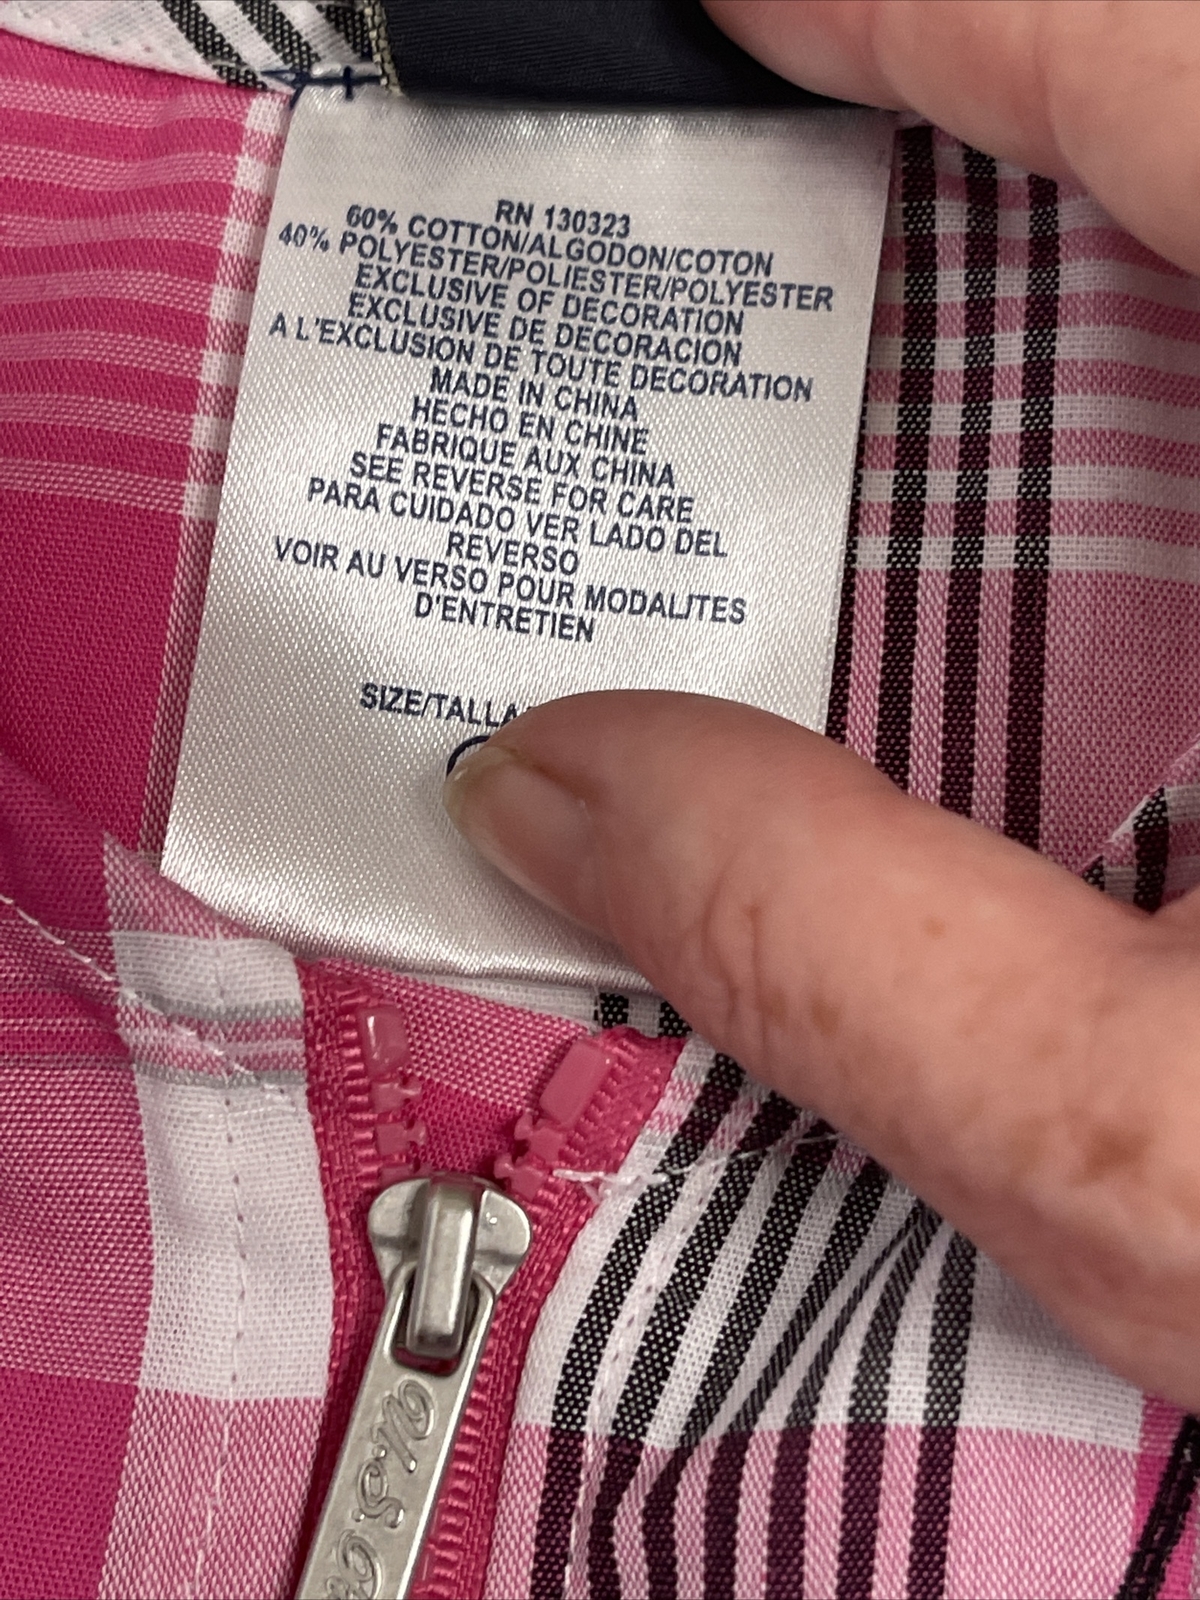 RN 130323
60% COTTON/ALGODON/COTON
40% POLYESTER/POLIESTER/POLYESTER
EXCLUSIVE OF DECORATION
EXCLUSIVE DE DECORACION
A L'EXCLUSION DE TOUTE DECORATION
MADE IN CHINA
HECHO EN CHINE
FABRIQUE AUX CHINA
SEE REVERSE FOR CARE
PARA CUIDADO VER LADO DEL
REVERSO
VOIR AU VERSO POUR MODALITES
D'ENTRETIEN
SIZE/TALLA
U.S.